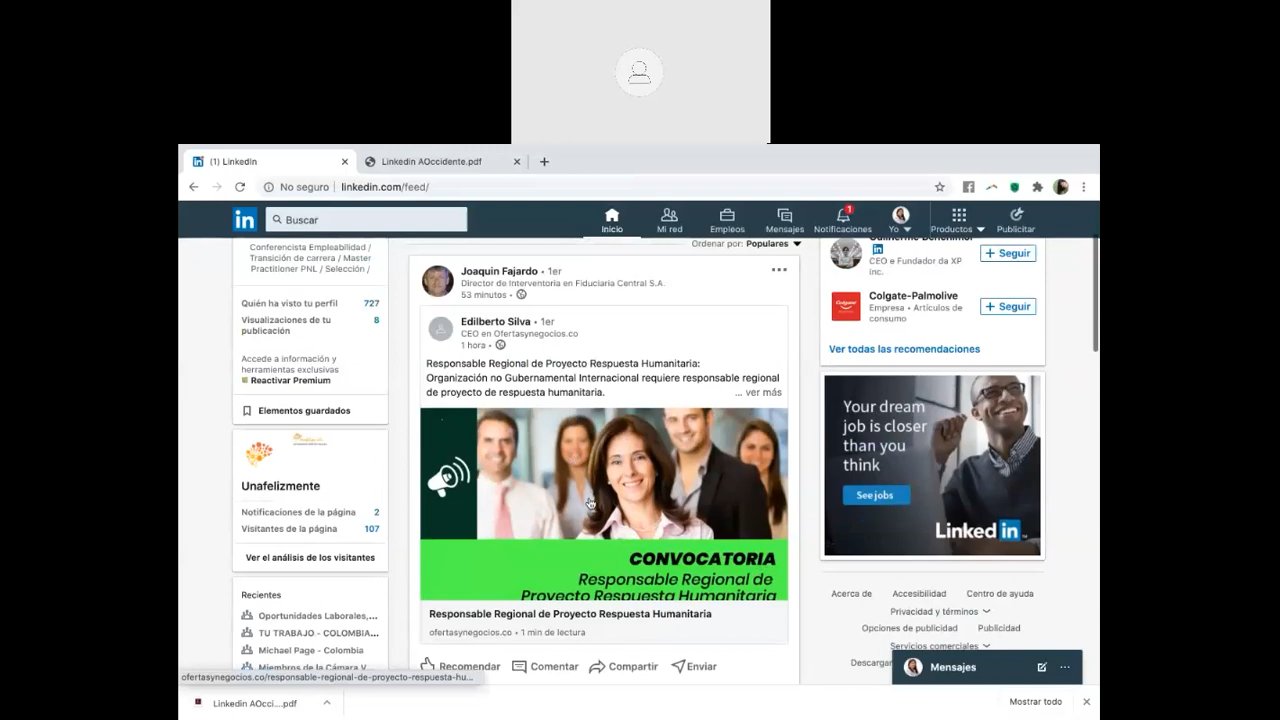 (1) LinkedIn
Linkedin AOccidente.pdf
No seguro
linkedin.com/feed/
in
Buscar
Inicio
Mi red
Empleos
Mensajes
1
Notificaciones
Yo
Productos
Publicitar
Conferencista Empleabilidad /
Transición de carrera / Master
Practitioner PNL / Selección /
Quién ha visto tu perfil 727
Visualizaciones de tu 8
publicación
Accede a información y
herramientas exclusivas
Reactivar Premium
Elementos guardados
Unafelizmente
Notificaciones de la página 2
Visitantes de la página 107
Ver el análisis de los visitantes
Recientes
Oportunidades Laborales,...
TU TRABAJO - COLOMBIA...
Michael Page - Colombia
Miembros de la Cámara V...
Ordenar por: Populares
Joaquin Fajardo • 1er
Director de Interventoria en Fiduciaria Central S.A.
53 minutos •
Edilberto Silva • 1er
CEO en Ofertasynegocios.co
1 hora •
Responsable Regional de Proyecto Respuesta Humanitaria:
Organización no Gubernamental Internacional requiere responsable regional
de proyecto de respuesta humanitaria.
... ver más
CONVOCATORIA
Responsable Regional de
Proyecto Respuesta Humanitaria
Responsable Regional de Proyecto Respuesta Humanitaria
ofertasynegocios.co • 1 min de lectura
Recomendar
Comentar
Compartir
Enviar
in
CEO e Fundador da XP
Inc.
+ Seguir
Colgate
Colgate-Palmolive
Empresa • Artículos de
consumo
+ Seguir
Ver todas las recomendaciones
Your dream
job is closer
than you
think
See jobs
Linkedin
Acerca de
Accesibilidad
Centro de ayuda
Privacidad y términos
Opciones de publicidad
Publicidad
Servicios comerciales
Descargar
Mensajes
...
ofertasynegocios.co/responsable-regional-de-proyecto-respuesta-hu...
Linkedin AOcci....pdf
Mostrar todo